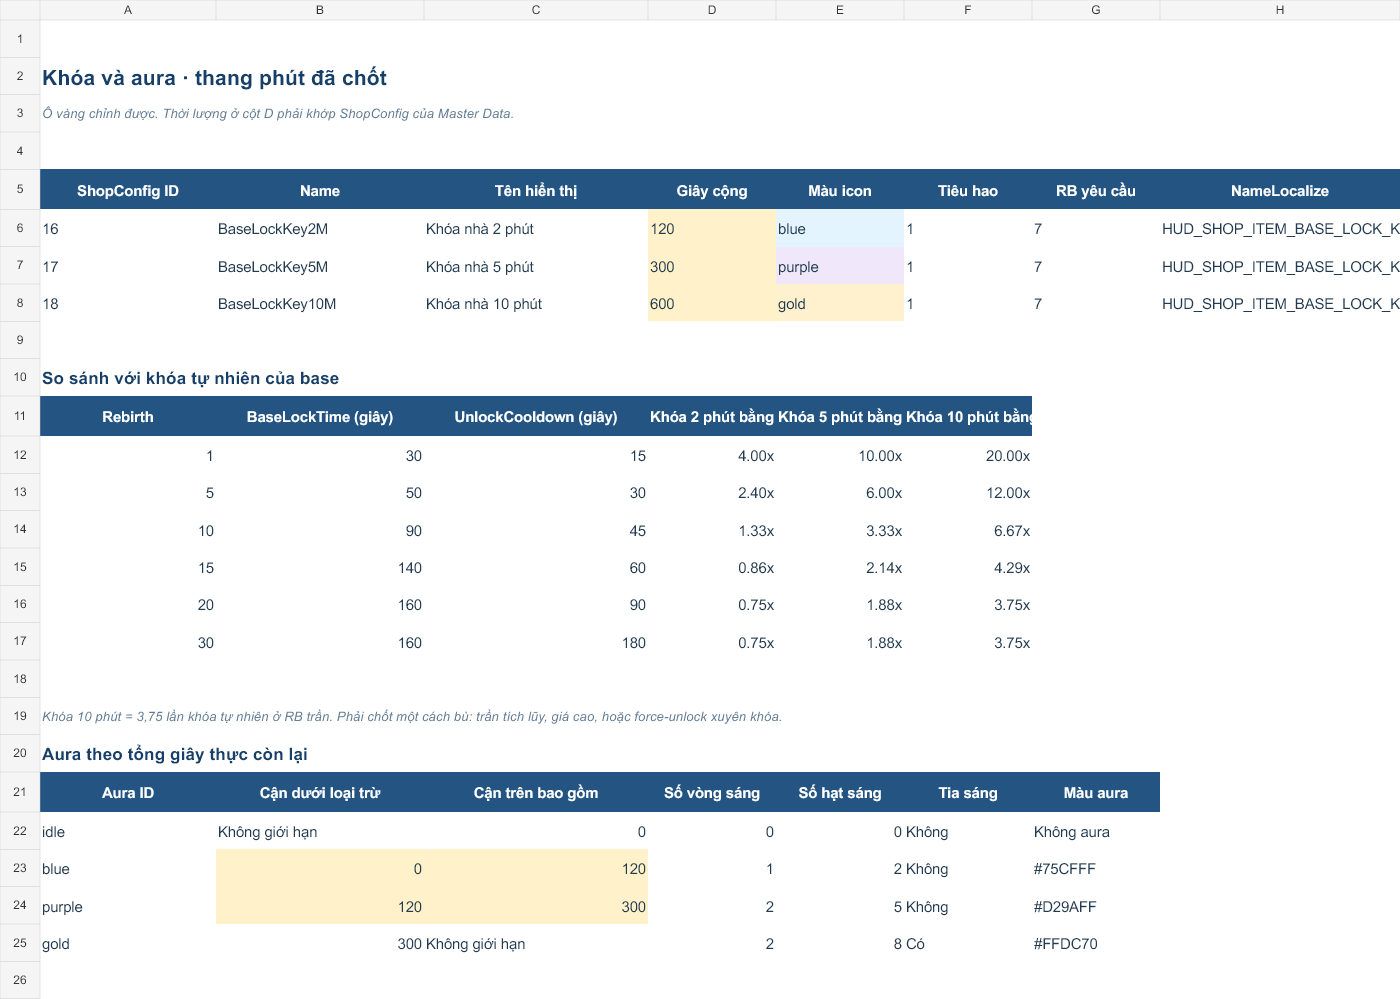 A B C D E F G H
1
2 Khóa và aura · thang phút đã chốt
3 Ô vàng chỉnh được. Thời lượng ở cột D phải khớp ShopConfig của Master Data.
4
5 ShopConfig ID Name Tên hiển thị Giây cộng Màu icon Tiêu hao RB yêu cầu NameLocalize
6 16 BaseLockKey2M Khóa nhà 2 phút 120 blue 1 7 HUD_SHOP_ITEM_BASE_LOCK_K
7 17 BaseLockKey5M Khóa nhà 5 phút 300 purple 1 7 HUD_SHOP_ITEM_BASE_LOCK_K
8 18 BaseLockKey10M Khóa nhà 10 phút 600 gold 1 7 HUD_SHOP_ITEM_BASE_LOCK_K
9
10 So sánh với khóa tự nhiên của base
11 Rebirth BaseLockTime (giây) UnlockCooldown (giây) Khóa 2 phút bằng Khóa 5 phút bằng Khóa 10 phút bằng
12 1 30 15 4.00x 10.00x 20.00x
13 5 50 30 2.40x 6.00x 12.00x
14 10 90 45 1.33x 3.33x 6.67x
15 15 140 60 0.86x 2.14x 4.29x
16 20 160 90 0.75x 1.88x 3.75x
17 30 160 180 0.75x 1.88x 3.75x
18
19 Khóa 10 phút = 3,75 lần khóa tự nhiên ở RB trần. Phải chốt một cách bù: trần tích lũy, giá cao, hoặc force-unlock xuyên khóa.
20 Aura theo tổng giây thực còn lại
21 Aura ID Cận dưới loại trừ Cận trên bao gồm Số vòng sáng Số hạt sáng Tia sáng Màu aura
22 idle Không giới hạn 0 0 0 Không Không aura
23 blue 0 120 1 2 Không #75CFFF
24 purple 120 300 2 5 Không #D29AFF
25 gold 300 Không giới hạn 2 8 Có #FFDC70
26